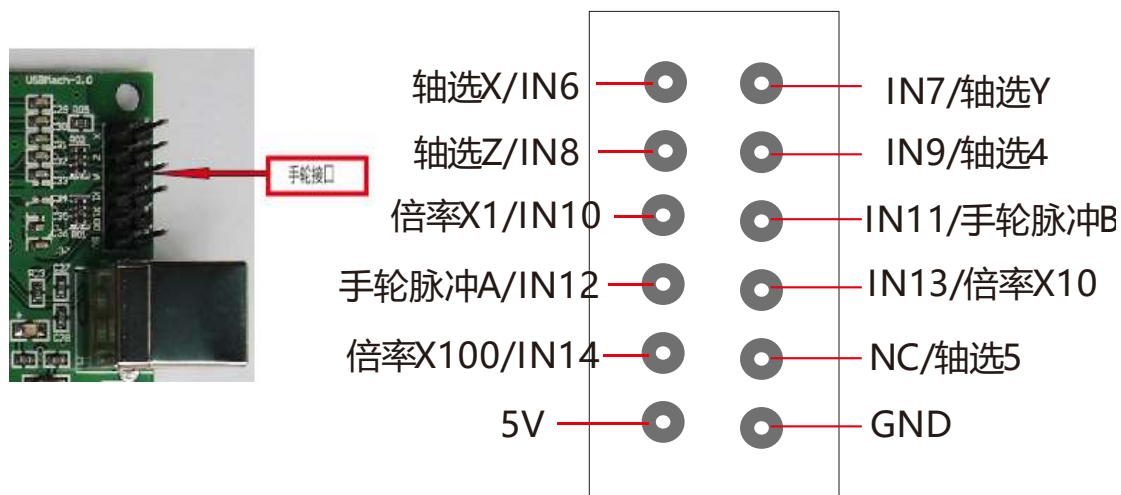 USBMach-2.0
手轮接口
轴选X/IN6
IN7/轴选Y
轴选Z/IN8
IN9/轴选4
倍率X1/IN10
IN11/手轮脉冲B
手轮脉冲A/IN12
IN13/倍率X10
倍率X100/IN14
NC/轴选5
5V
GND